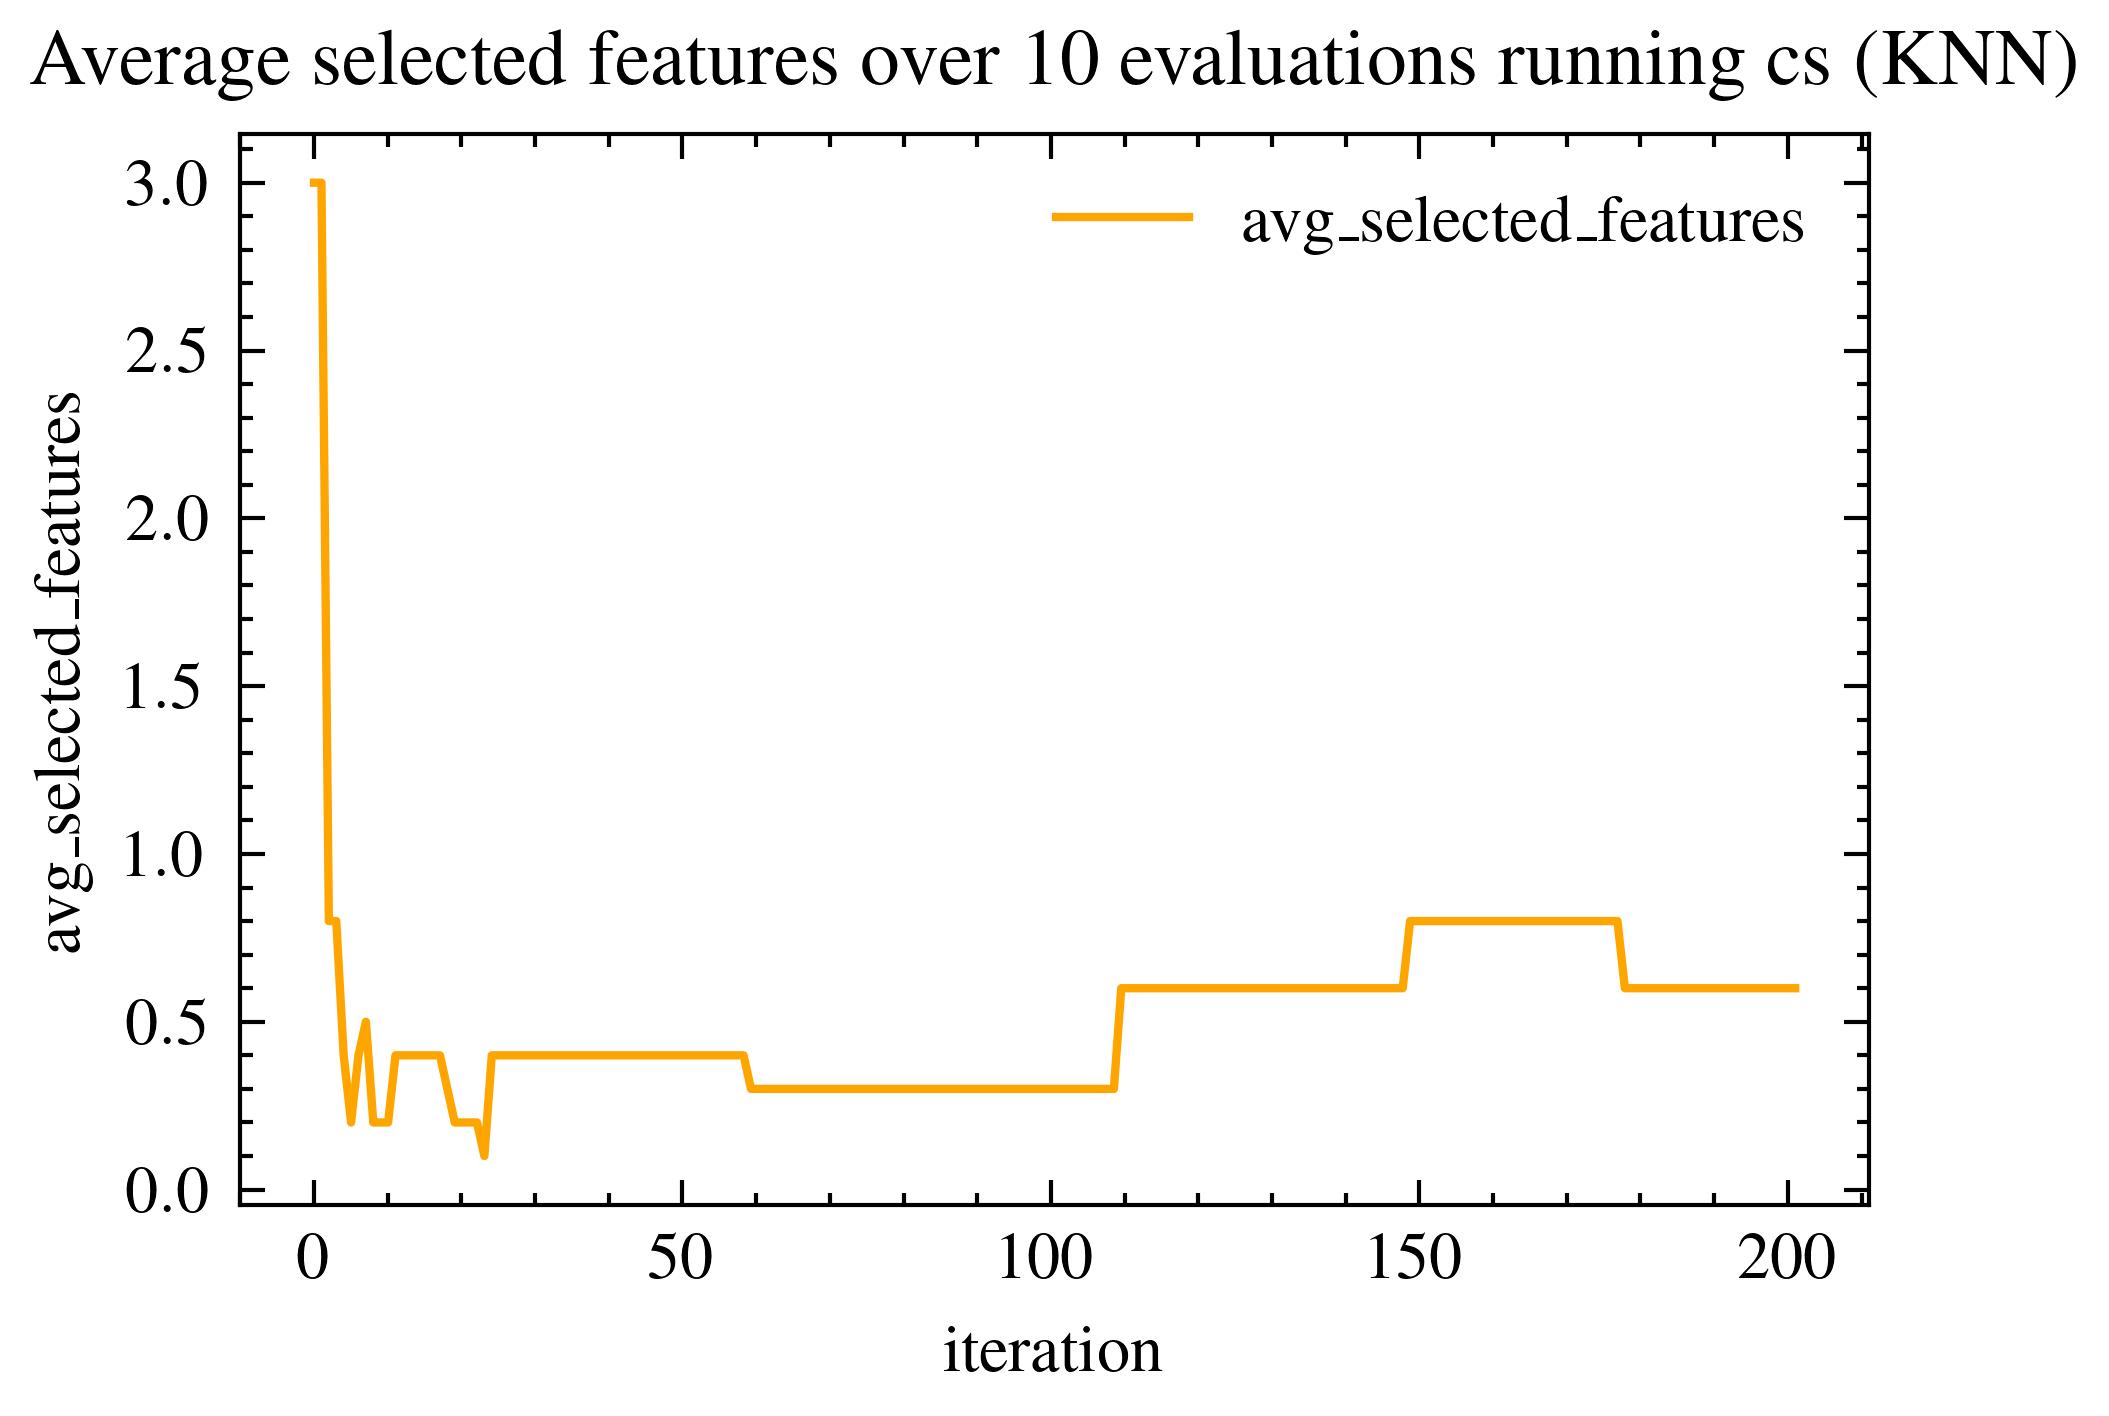 Average selected features over 10 evaluations running cs (KNN)
avg_selected_features
3.0
2.5
2.0
1.5
1.0
0.5
0.0
avg_selected_features
0 50 100 150 200
iteration